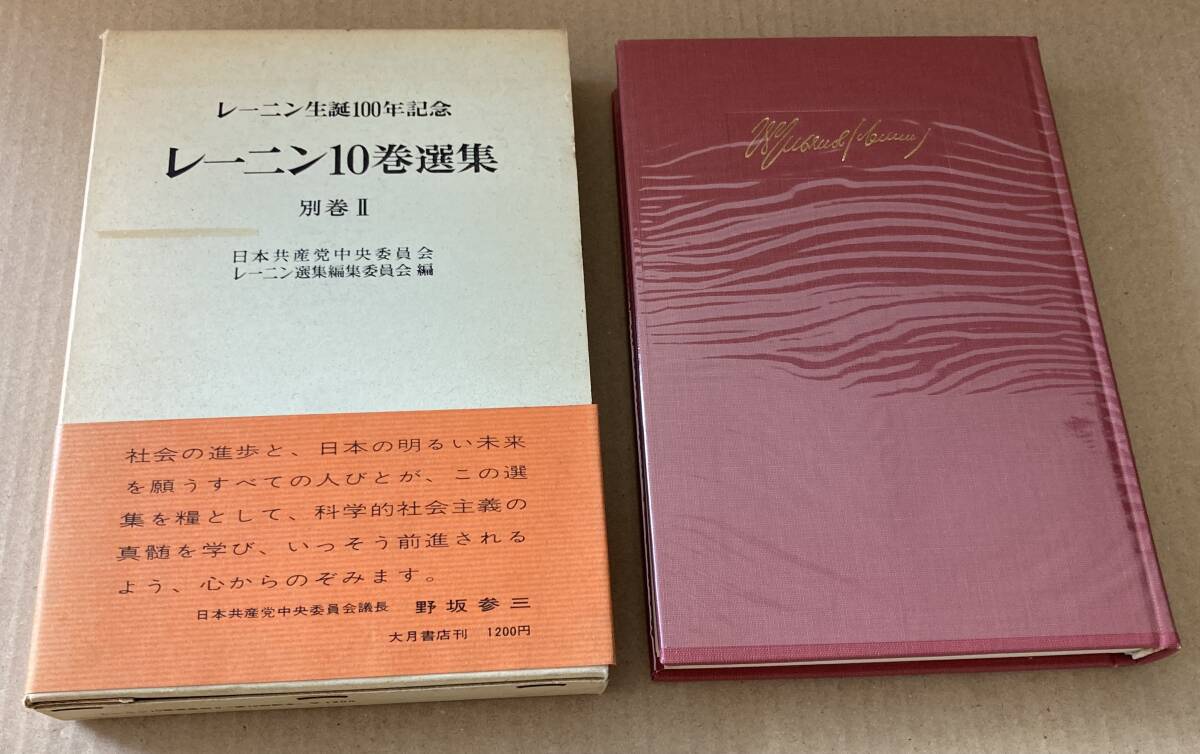 レーニン生誕100年記念
レーニン10巻選集
別巻Ⅱ
日本共産党中央委員会
レーニン選集編集委員会 編
社会の進歩と、日本の明るい未来
を願うすべての人びとが、この選
集を糧として、科学的社会主義の
真髄を学び、いっそう前進される
よう、心からのぞみます。
日本共産党中央委員会議長 野坂参三
大月書店刊 1200円